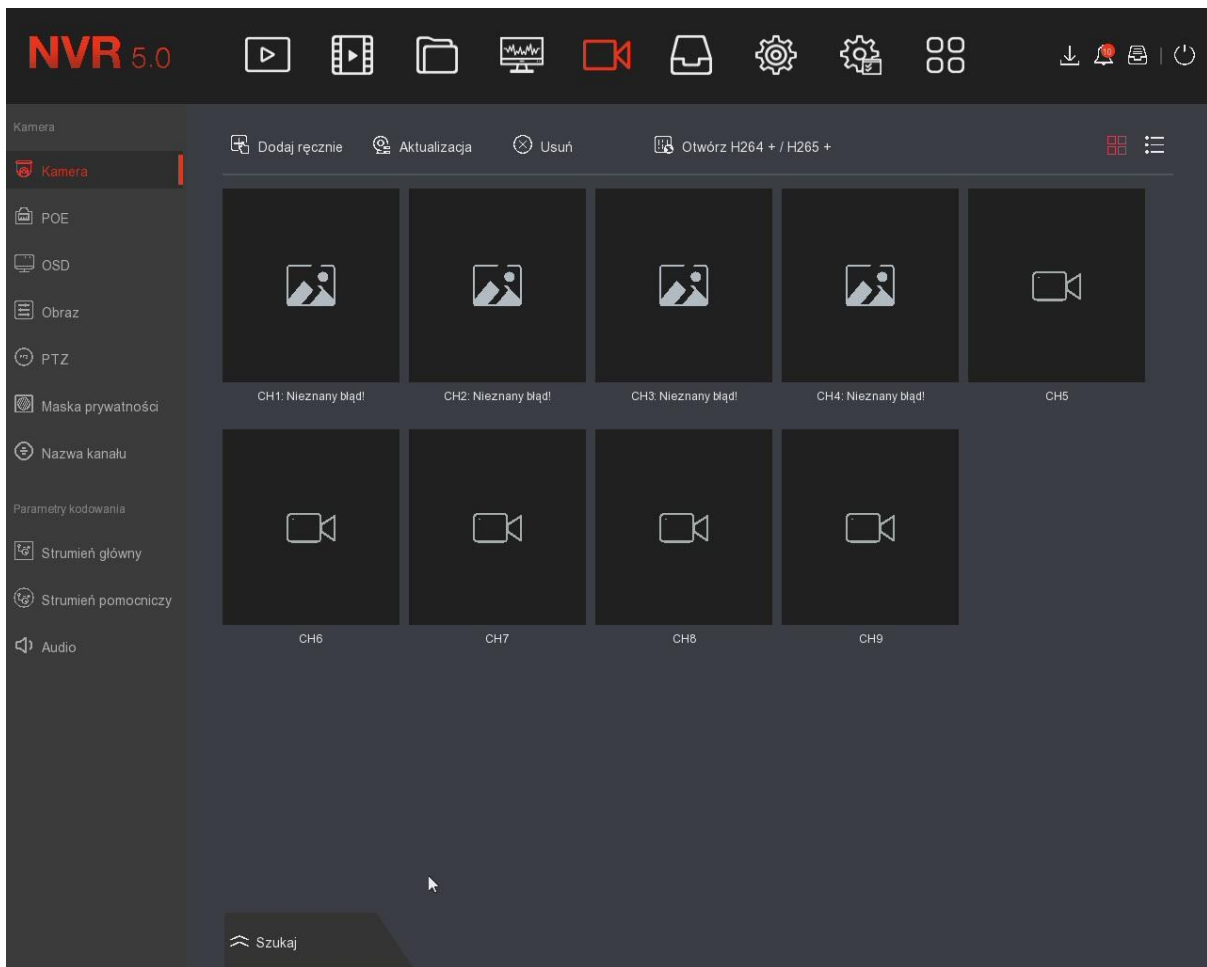 NVR 5.0
10
Kamera
Kamera
POE
OSD
Obraz
PTZ
Maska prywatności
Nazwa kanału
Parametry kodowania
Strumień główny
Strumień pomocniczy
Audio
Dodaj ręcznie
Aktualizacja
Usuń
Otwórz H264 + / H265 +
CH1: Nieznany błąd!
CH2: Nieznany błąd!
CH3: Nieznany błąd!
CH4: Nieznany błąd!
CH5
CH6
CH7
CH8
CH9
Szukaj